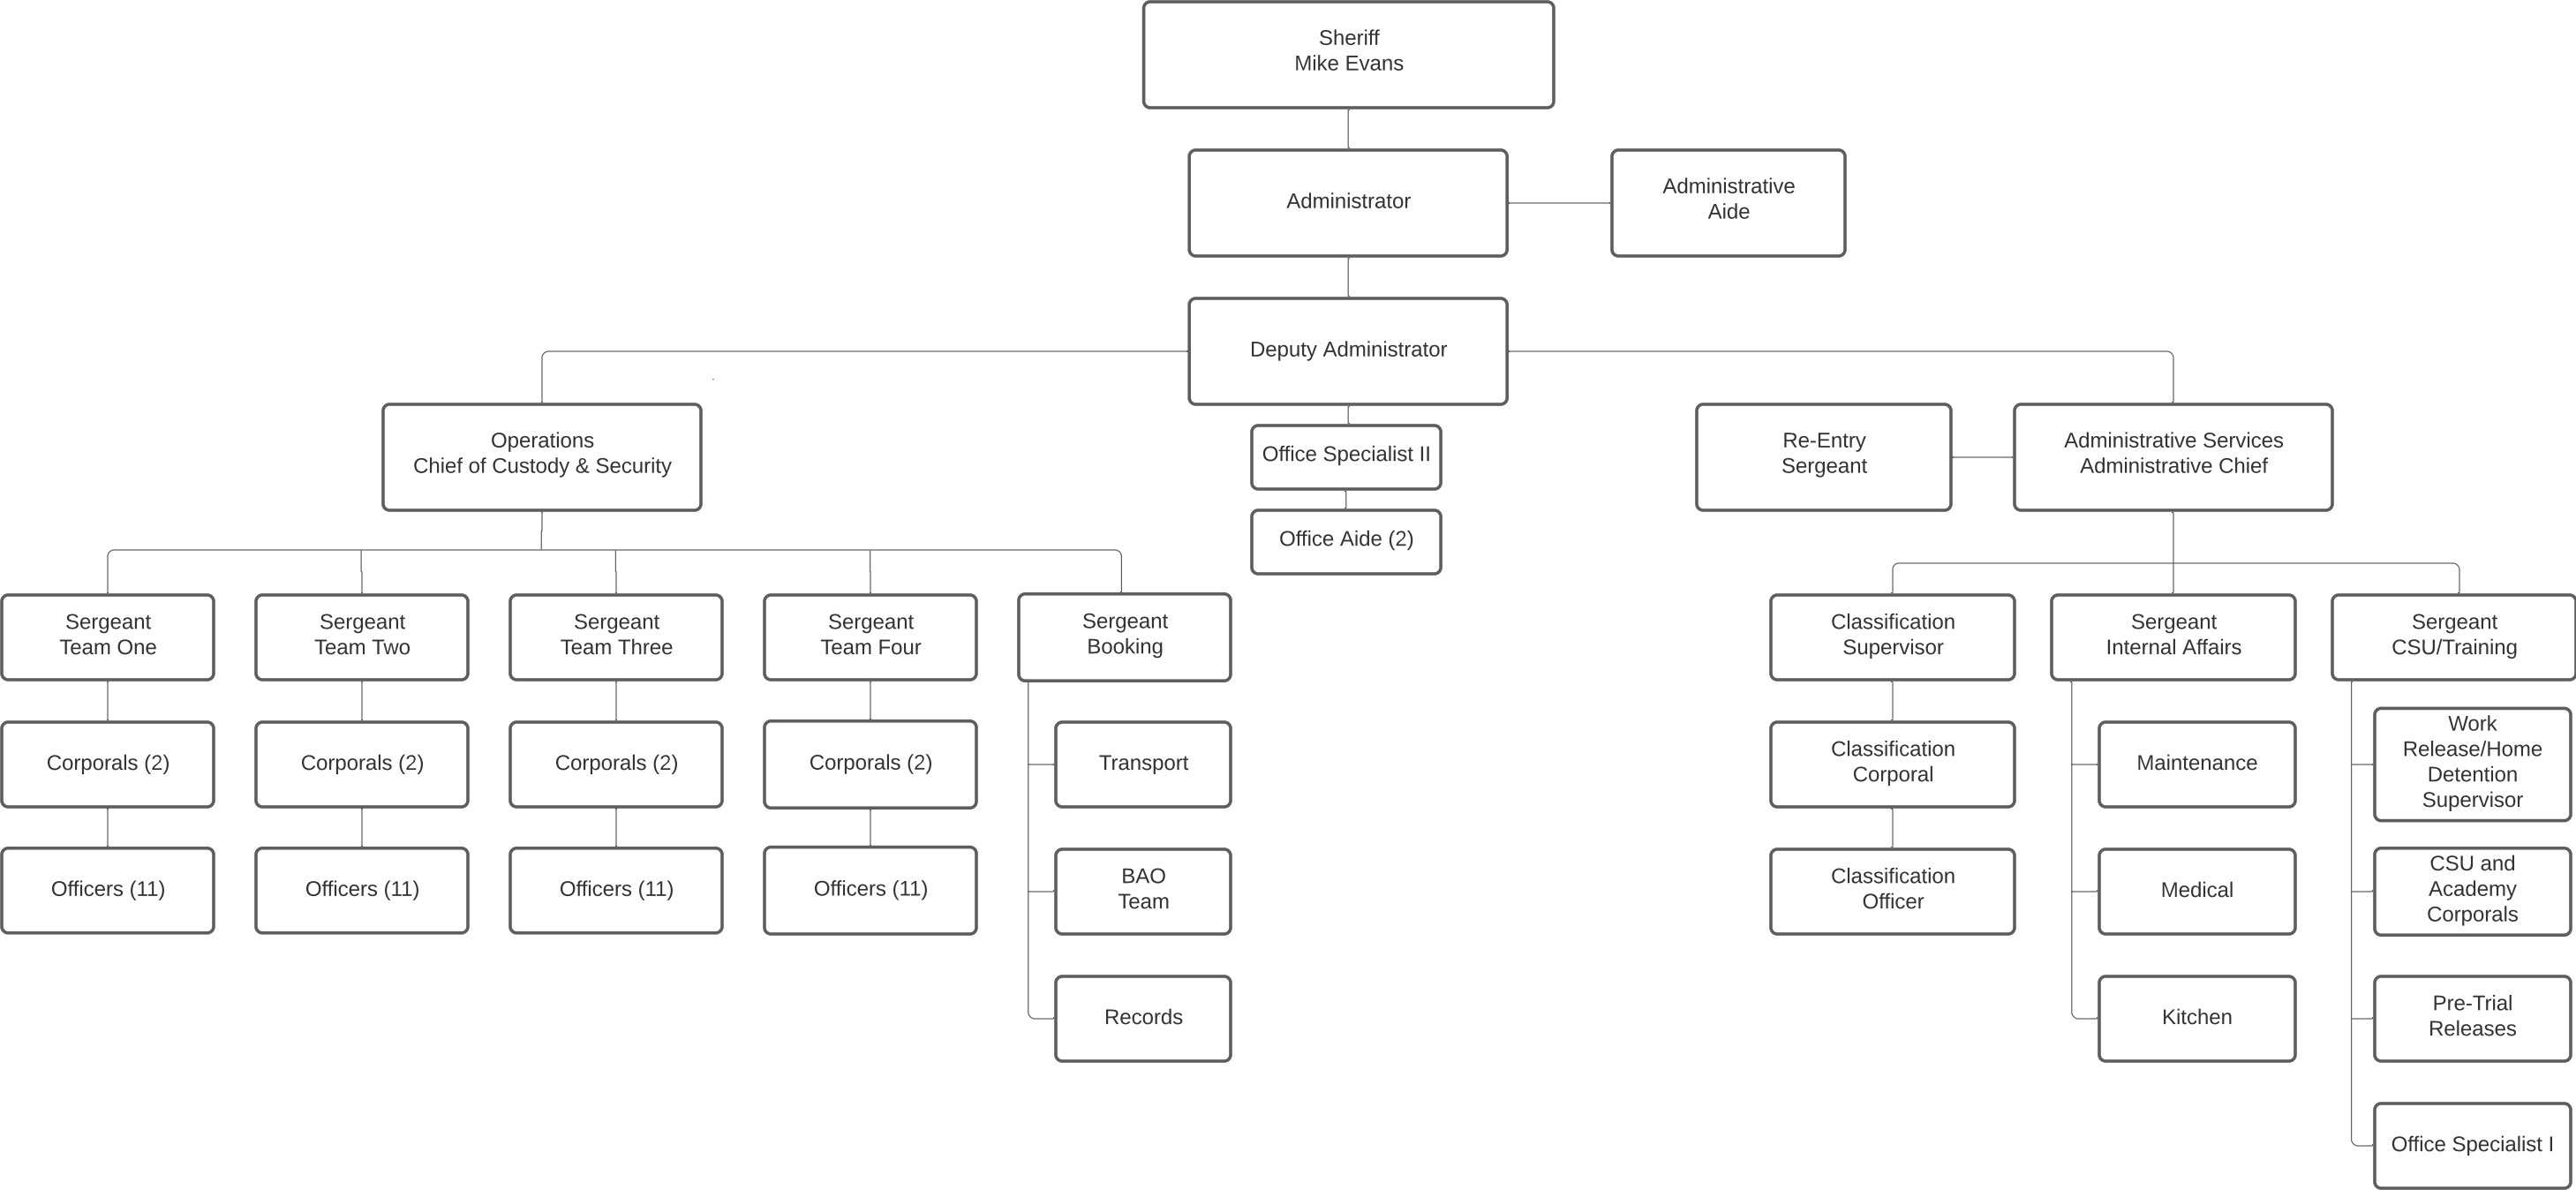 Sheriff
Mike Evans
Administrator
Administrative
Aide
Deputy Administrator
Operations
Chief of Custody & Security
Office Specialist II
Office Aide (2)
Re-Entry
Sergeant
Administrative Services
Administrative Chief
Sergeant
Team One
Sergeant
Team Two
Sergeant
Team Three
Sergeant
Team Four
Sergeant
Booking
Classification
Supervisor
Sergeant
Internal Affairs
Sergeant
CSU/Training
Corporals (2)
Corporals (2)
Corporals (2)
Corporals (2)
Transport
Classification
Corporal
Maintenance
Work
Release/Home
Detention
Supervisor
Officers (11)
Officers (11)
Officers (11)
Officers (11)
BAO
Team
Classification
Officer
Medical
CSU and
Academy
Corporals
Records
Kitchen
Pre-Trial
Releases
Office Specialist I